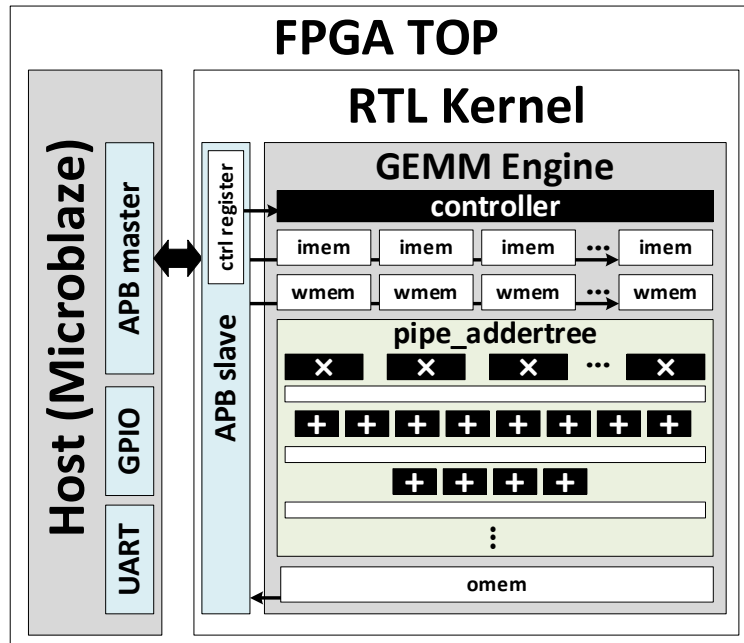 FPGA TOP
Host (Microblaze)
APB master
GPIO
UART
RTL Kernel
APB slave
ctrl register
GEMM Engine
controller
imem imem imem ... imem
wmem wmem wmem ... wmem
pipe_addertree
× × × ... ×
+ + + + + + + +
+ + + +
⋮
omem